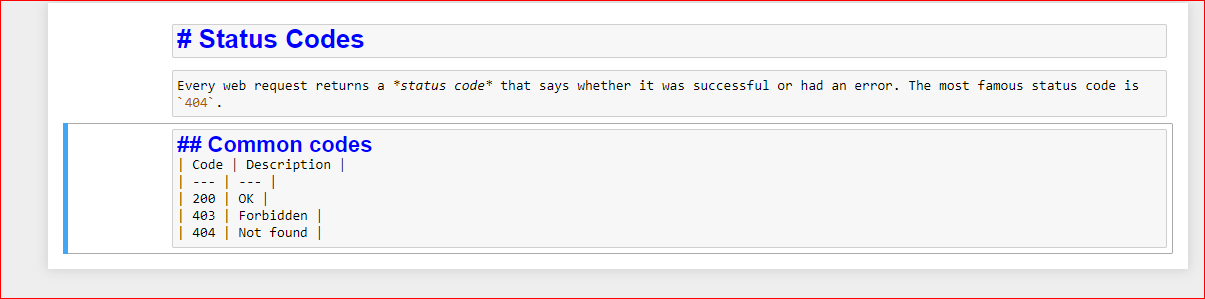 # Status Codes
Every web request returns a *status code* that says whether it was successful or had an error. The most famous status code is
`404`.
## Common codes
| Code | Description |
| --- | --- |
| 200 | OK |
| 403 | Forbidden |
| 404 | Not found |